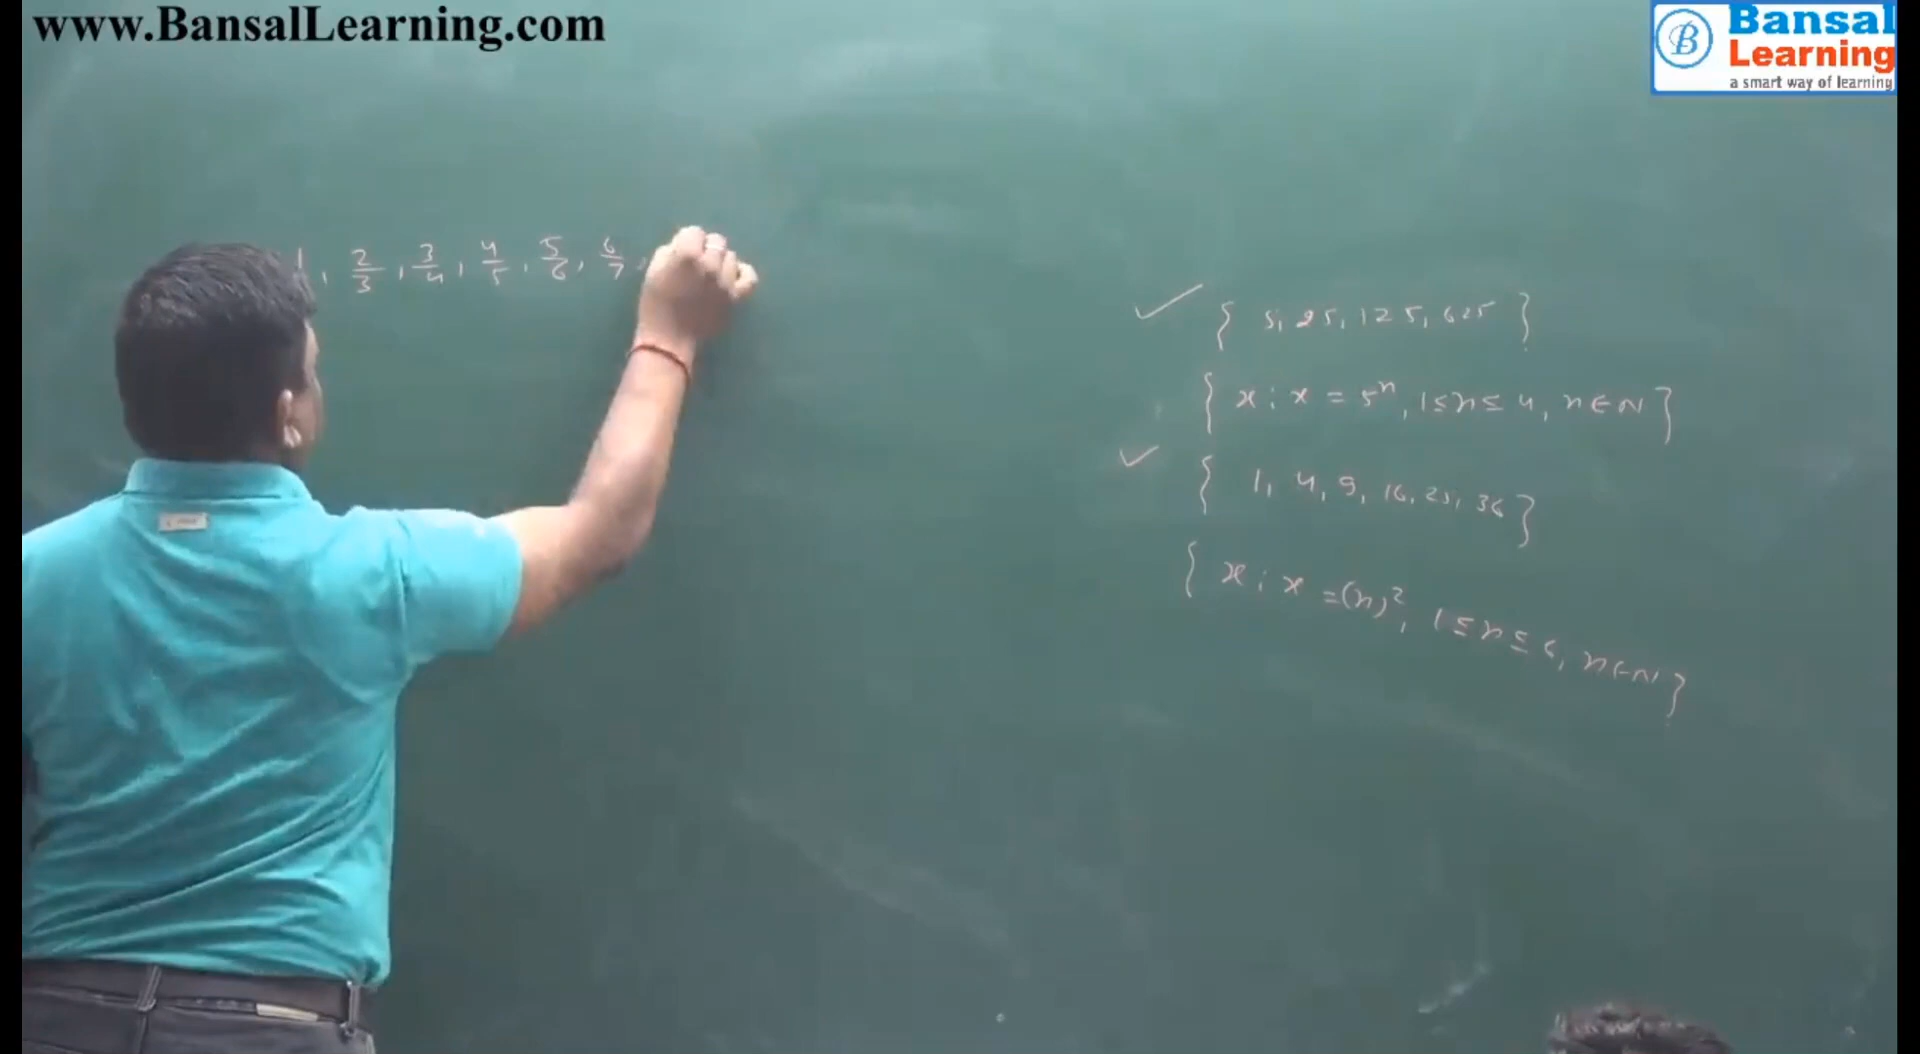 www.BansalLearning.com
B
Bansal
Learning
a smart way of learning
1, 2/3, 3/4, 4/5, 5/6, 6/7,
✓ { 5, 25, 125, 625 }
{ x : x = 5ⁿ, 1 ≤ n ≤ 4, n ∈ N }
✓ { 1, 4, 9, 16, 25, 36 }
{ x : x = (n)², 1 ≤ n ≤ 6, n ∈ N }